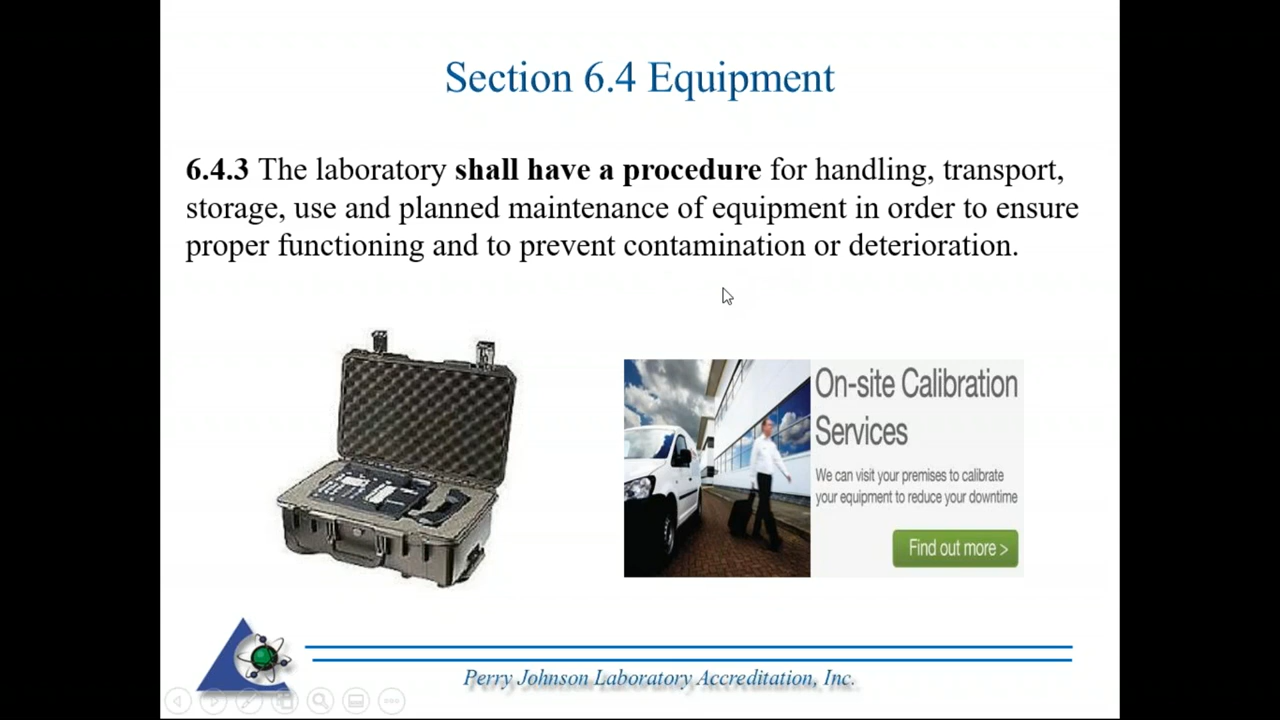 Section 6.4 Equipment
6.4.3 The laboratory shall have a procedure for handling, transport,
storage, use and planned maintenance of equipment in order to ensure
proper functioning and to prevent contamination or deterioration.
On-site Calibration
Services
We can visit your premises to calibrate
your equipment to reduce your downtime
Find out more >
Perry Johnson Laboratory Accreditation, Inc.